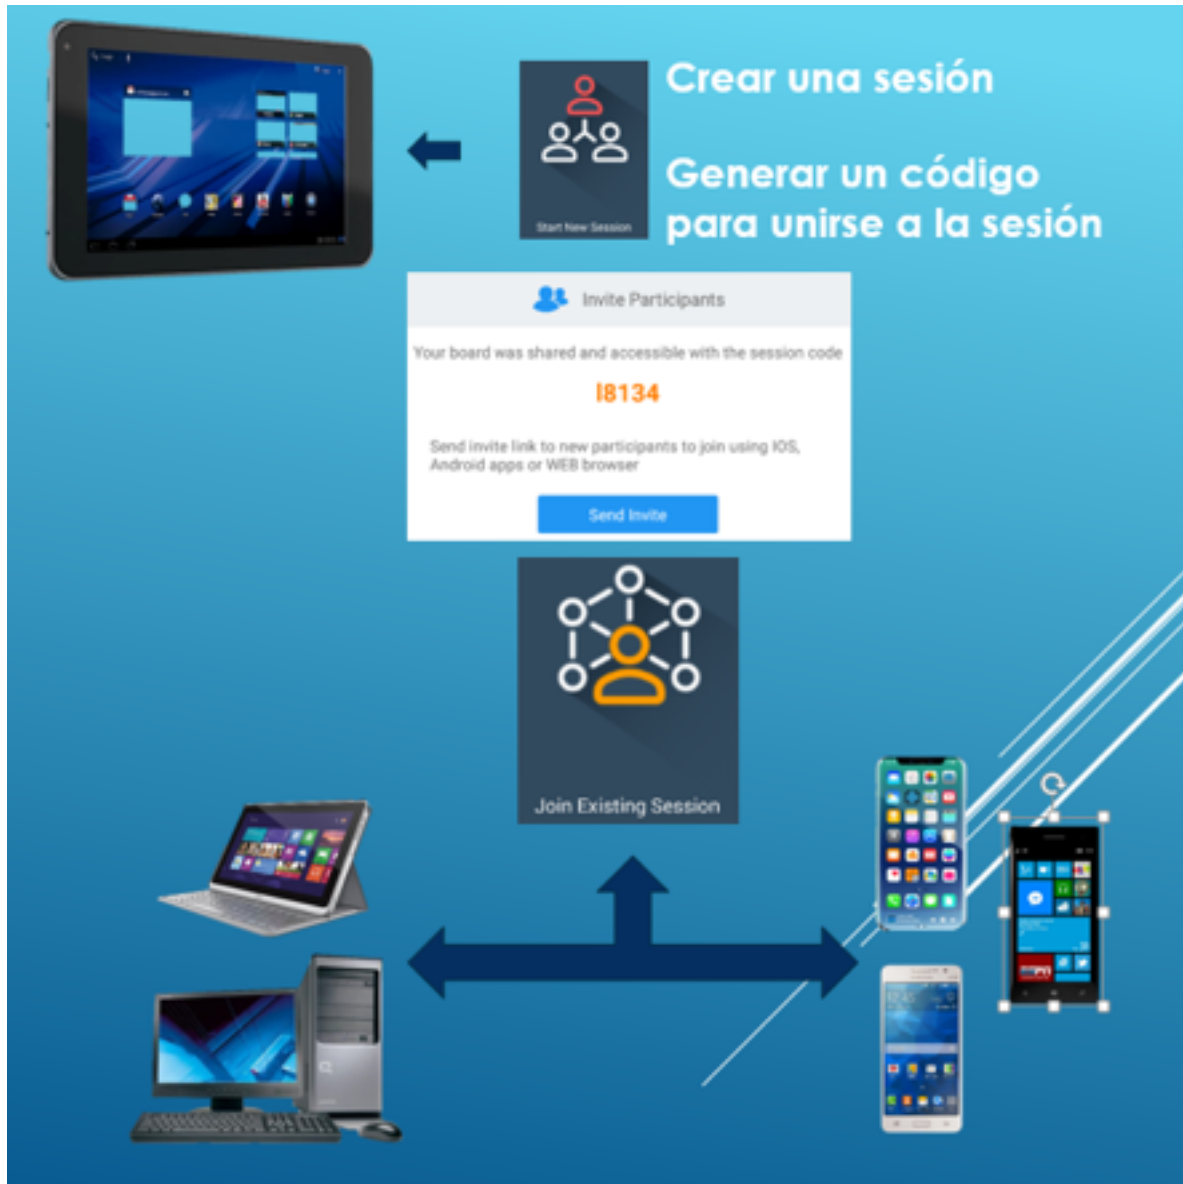 Crear una sesión
Generar un código
para unirse a la sesión
Start New Session
Invite Participants
Your board was shared and accessible with the session code
l8134
Send invite link to new participants to join using IOS,
Android apps or WEB browser
Send Invite
Join Existing Session